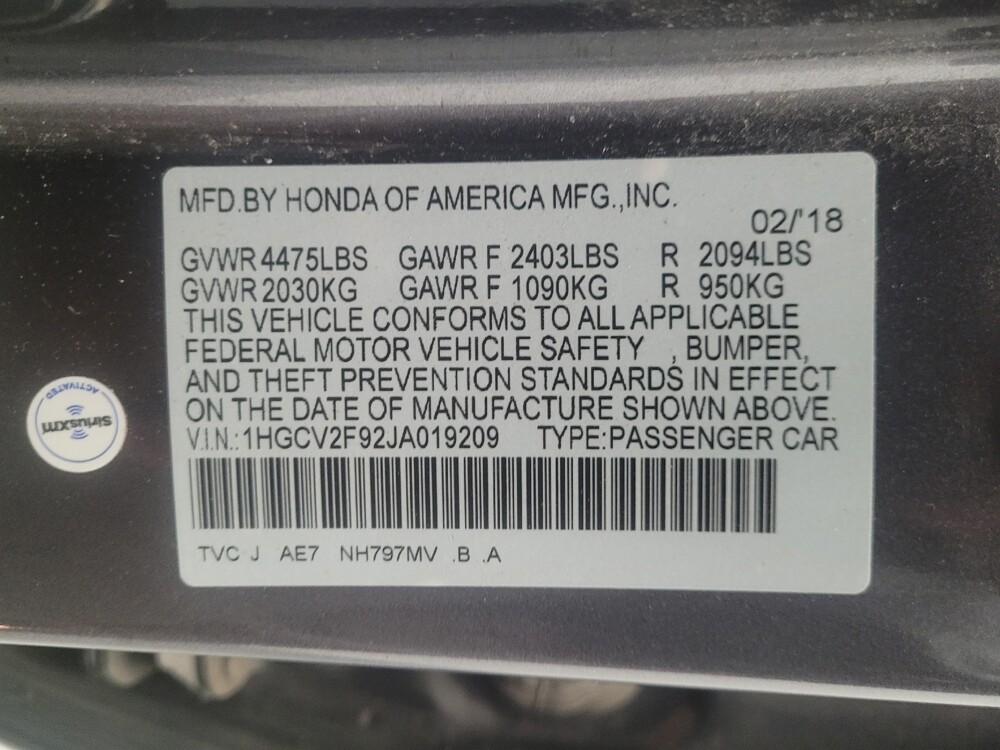 MFD.BY HONDA OF AMERICA MFG.,INC.
02/'18
GVWR 4475LBS GAWR F 2403LBS R 2094LBS
GVWR 2030KG GAWR F 1090KG R 950KG
THIS VEHICLE CONFORMS TO ALL APPLICABLE
FEDERAL MOTOR VEHICLE SAFETY , BUMPER,
AND THEFT PREVENTION STANDARDS IN EFFECT
ON THE DATE OF MANUFACTURE SHOWN ABOVE.
V.I.N.:1HGCV2F92JA019209 TYPE:PASSENGER CAR
TVC J AE7 NH797MV .B .A
siriusxm
ACTIVATED